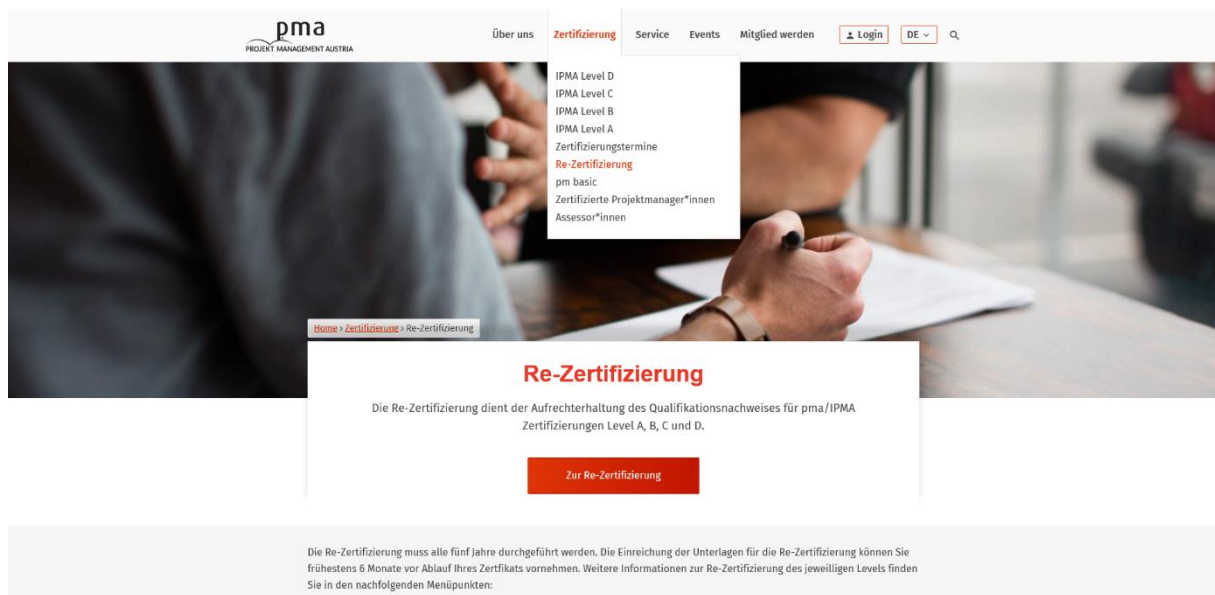 pma
PROJEKT MANAGEMENT AUSTRIA
Über uns
Zertifizierung
Service
Events
Mitglied werden
Login
DE
IPMA Level D
IPMA Level C
IPMA Level B
IPMA Level A
Zertifizierungstermine
Re-Zertifizierung
pm basic
Zertifizierte Projektmanager*innen
Assessor*innen
Home › Zertifizierung › Re-Zertifizierung
Re-Zertifizierung
Die Re-Zertifizierung dient der Aufrechterhaltung des Qualifikationsnachweises für pma/IPMA
Zertifizierungen Level A, B, C und D.
Zur Re-Zertifizierung
Die Re-Zertifizierung muss alle fünf Jahre durchgeführt werden. Die Einreichung der Unterlagen für die Re-Zertifizierung können Sie
frühestens 6 Monate vor Ablauf Ihres Zertfikats vornehmen. Weitere Informationen zur Re-Zertifizierung des jeweilligen Levels finden
Sie in den nachfolgenden Menüpunkten: